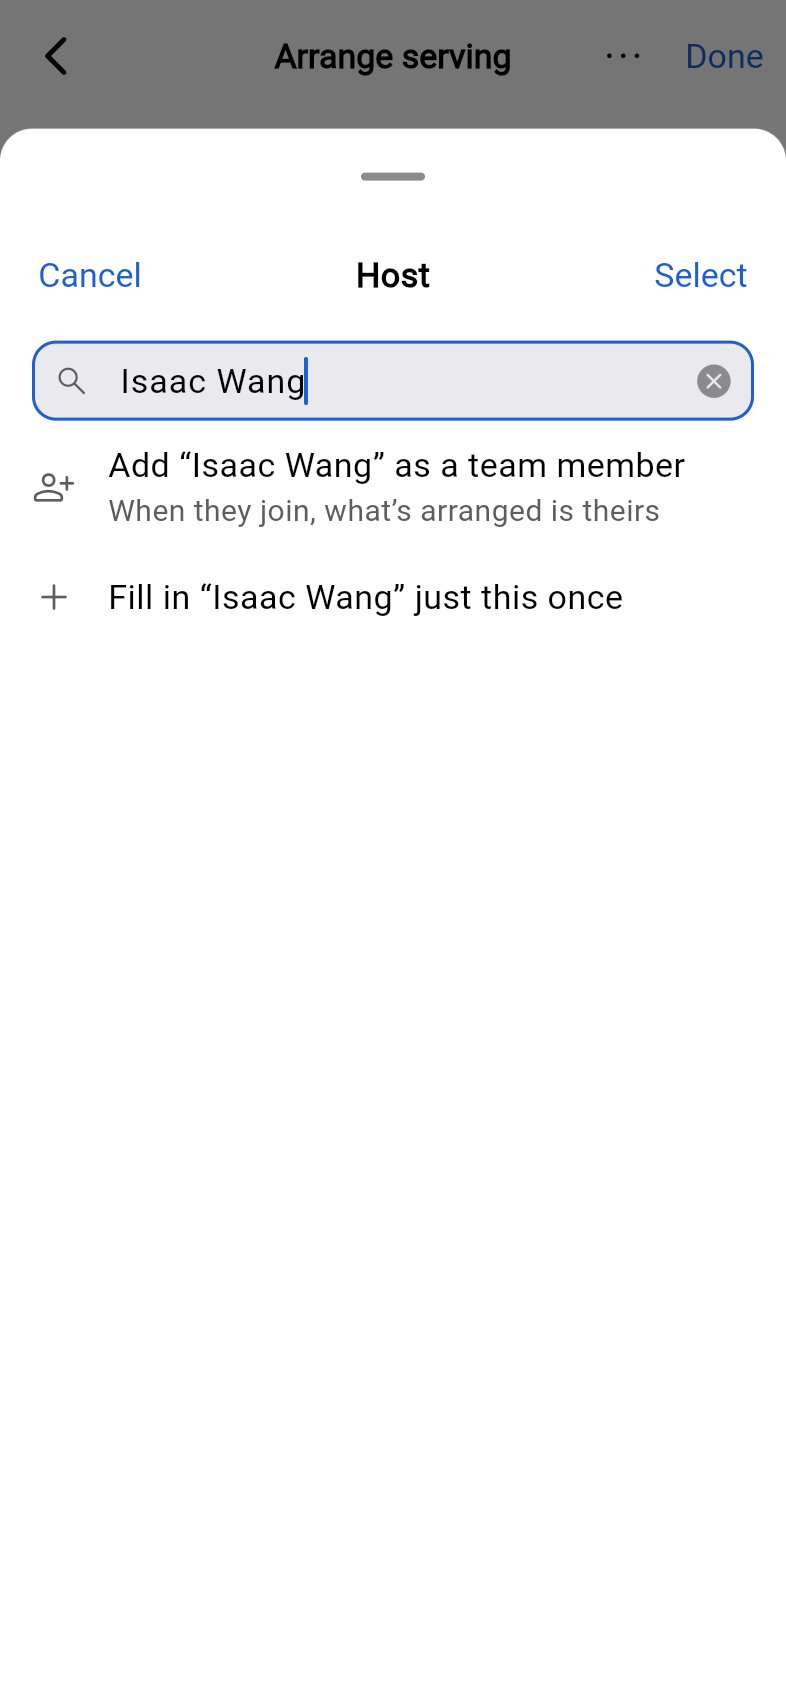 Arrange serving
Done
Cancel
Host
Select
Isaac Wang
Add “Isaac Wang” as a team member
When they join, what’s arranged is theirs
Fill in “Isaac Wang” just this once